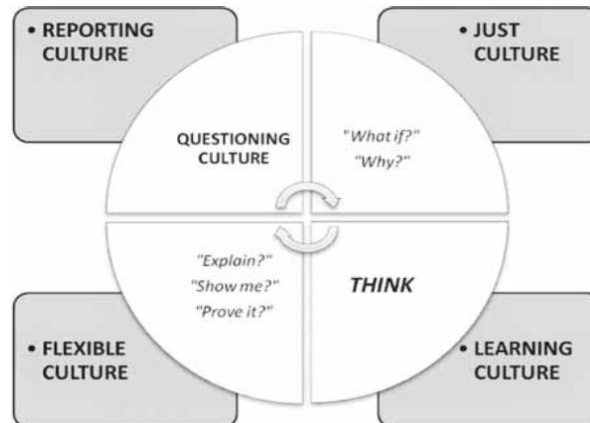 • REPORTING
CULTURE
• JUST
CULTURE
QUESTIONING
CULTURE
"What if?"
"Why?"
"Explain?"
"Show me?"
"Prove it?"
THINK
• FLEXIBLE
CULTURE
• LEARNING
CULTURE